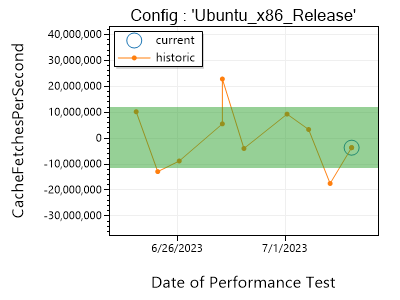 Config : 'Ubuntu_x86_Release'
current
historic
CacheFetchesPerSecond
40,000,000
30,000,000
20,000,000
10,000,000
0
-10,000,000
-20,000,000
-30,000,000
6/26/2023
7/1/2023
Date of Performance Test